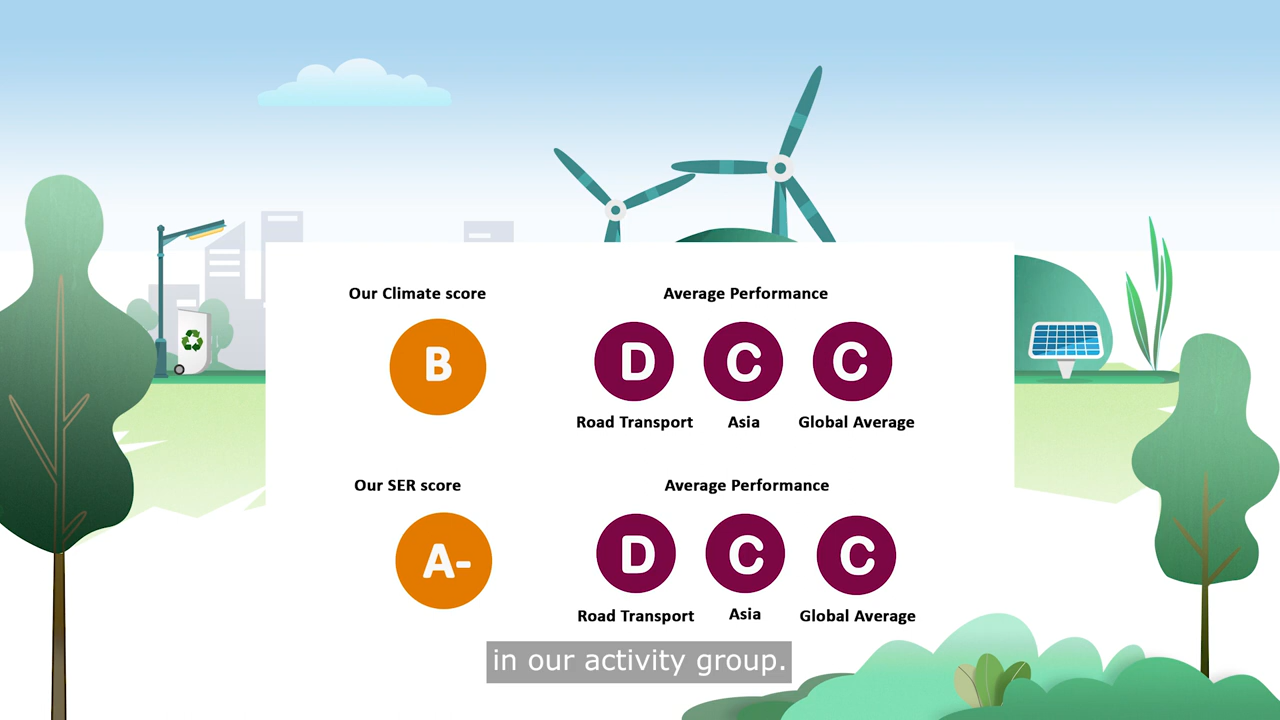 Our Climate score
Average Performance
B
D
C
C
Road Transport
Asia
Global Average
Our SER score
Average Performance
A-
D
C
C
Road Transport
Asia
Global Average
in our activity group.